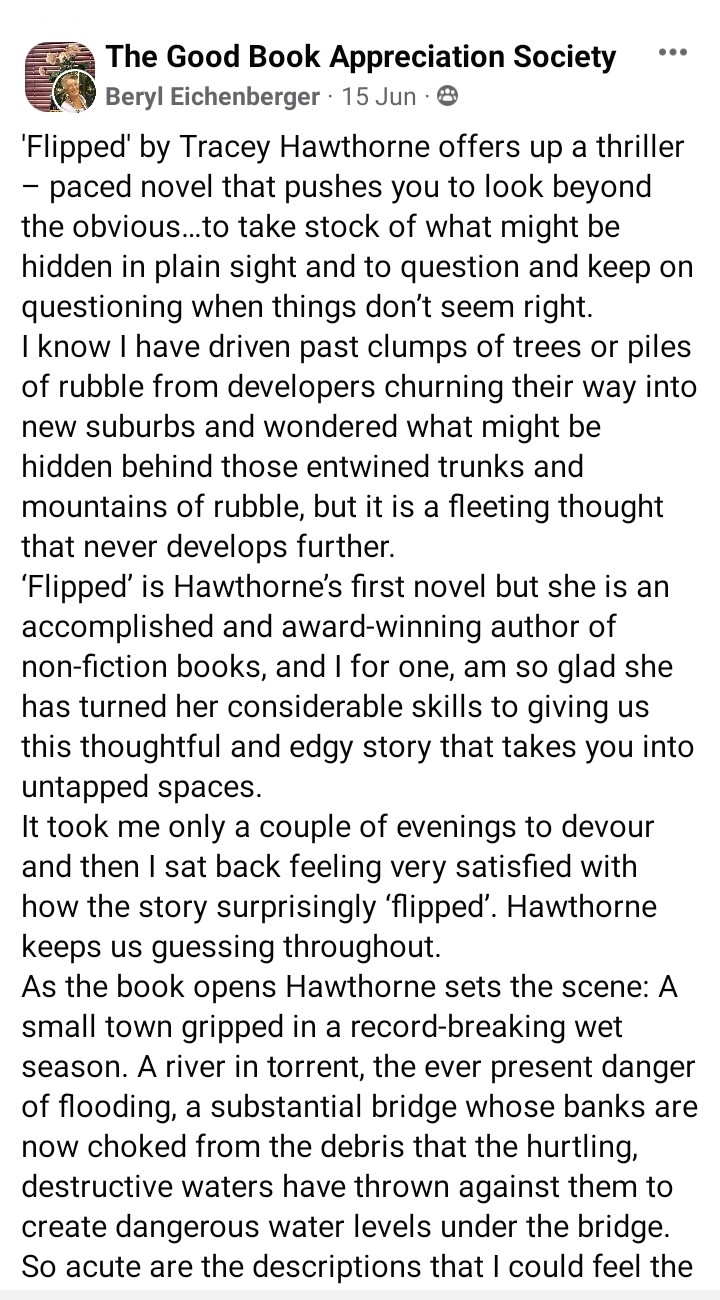 The Good Book Appreciation Society
Beryl Eichenberger · 15 Jun ·
'Flipped' by Tracey Hawthorne offers up a thriller
– paced novel that pushes you to look beyond
the obvious…to take stock of what might be
hidden in plain sight and to question and keep on
questioning when things don’t seem right.
I know I have driven past clumps of trees or piles
of rubble from developers churning their way into
new suburbs and wondered what might be
hidden behind those entwined trunks and
mountains of rubble, but it is a fleeting thought
that never develops further.
‘Flipped’ is Hawthorne’s first novel but she is an
accomplished and award-winning author of
non-fiction books, and I for one, am so glad she
has turned her considerable skills to giving us
this thoughtful and edgy story that takes you into
untapped spaces.
It took me only a couple of evenings to devour
and then I sat back feeling very satisfied with
how the story surprisingly ‘flipped’. Hawthorne
keeps us guessing throughout.
As the book opens Hawthorne sets the scene: A
small town gripped in a record-breaking wet
season. A river in torrent, the ever present danger
of flooding, a substantial bridge whose banks are
now choked from the debris that the hurtling,
destructive waters have thrown against them to
create dangerous water levels under the bridge.
So acute are the descriptions that I could feel the